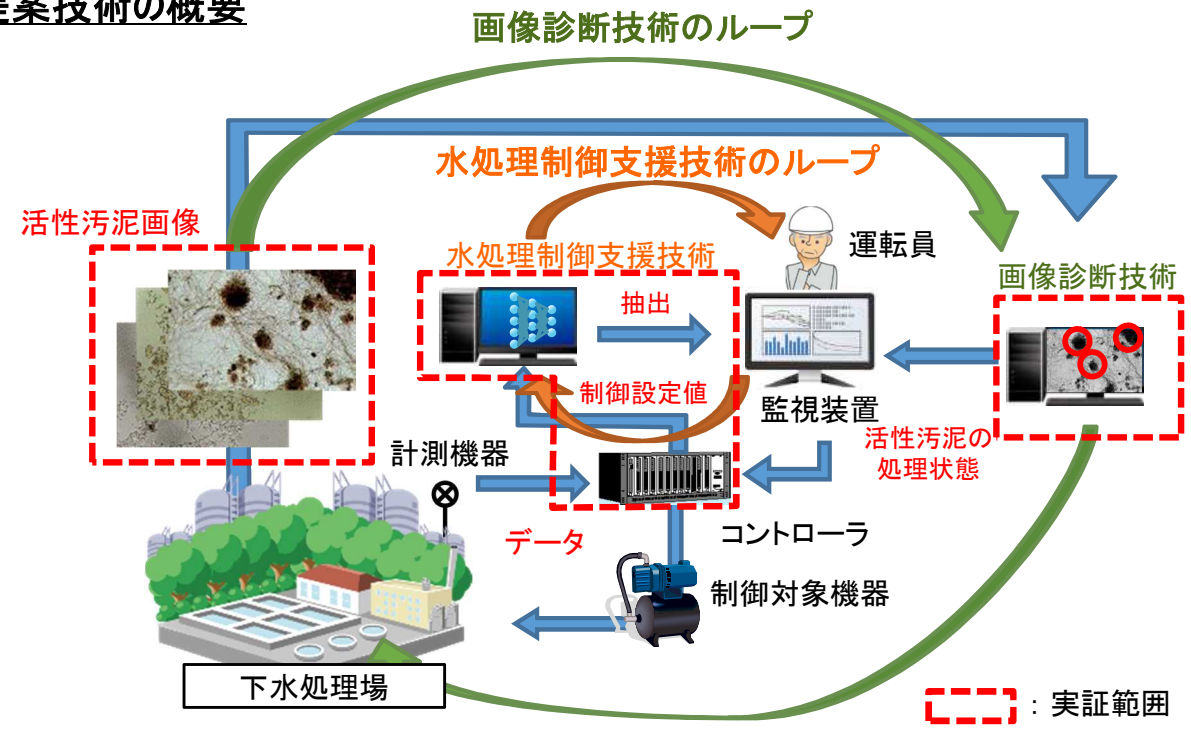 技術の概要
画像診断技術のループ
水処理制御支援技術のループ
活性汚泥画像
水処理制御支援技術
運転員
画像診断技術
抽出
制御設定値
監視装置
活性汚泥の
処理状態
計測機器
データ
コントローラ
制御対象機器
下水処理場
：実証範囲